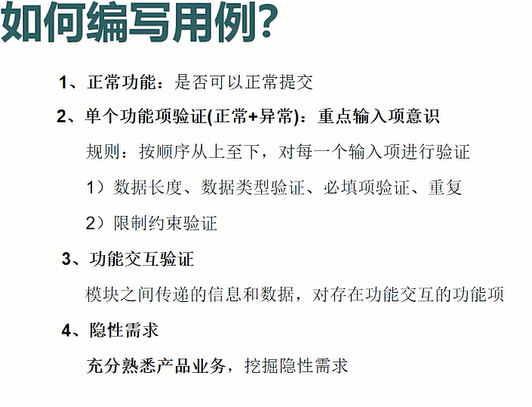 如何编写用例？
1、正常功能：是否可以正常提交
2、单个功能项验证(正常+异常)：重点输入项意识
规则：按顺序从上至下，对每一个输入项进行验证
1）数据长度、数据类型验证、必填项验证、重复
2）限制约束验证
3、功能交互验证
模块之间传递的信息和数据，对存在功能交互的功能项
4、隐性需求
充分熟悉产品业务，挖掘隐性需求